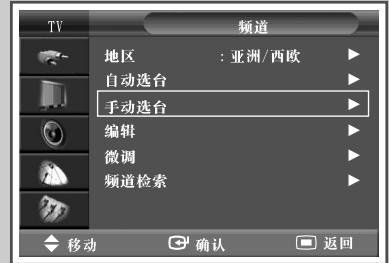 TV 频道
地区 : 亚洲/西欧 ▶
自动选台 ▶
手动选台 ▶
编辑 ▶
微调 ▶
频道检索 ▶
移动 确认 返回